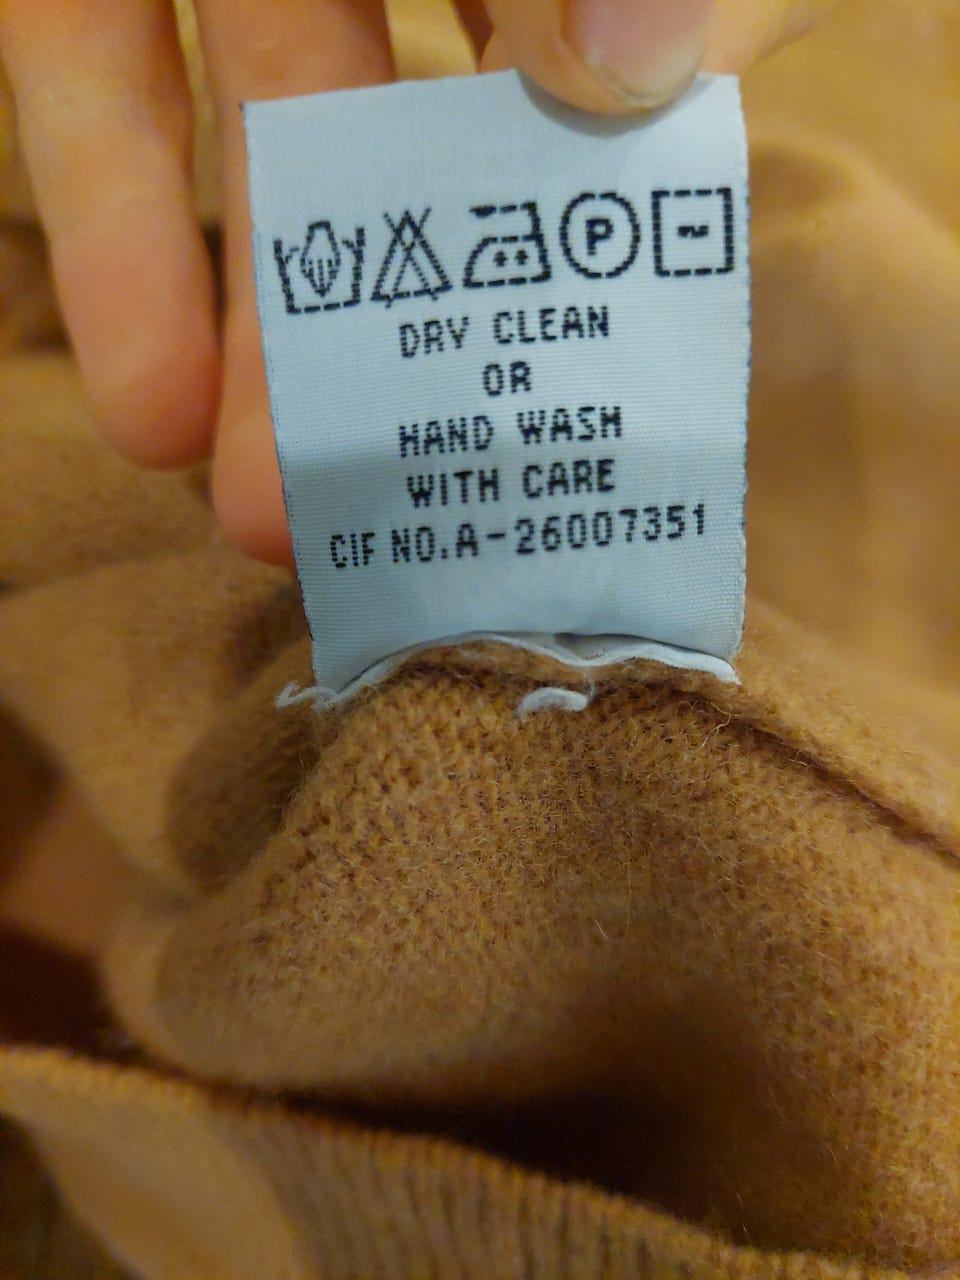 P
DRY CLEAN
OR
HAND WASH
WITH CARE
CIF NO.A-26007351